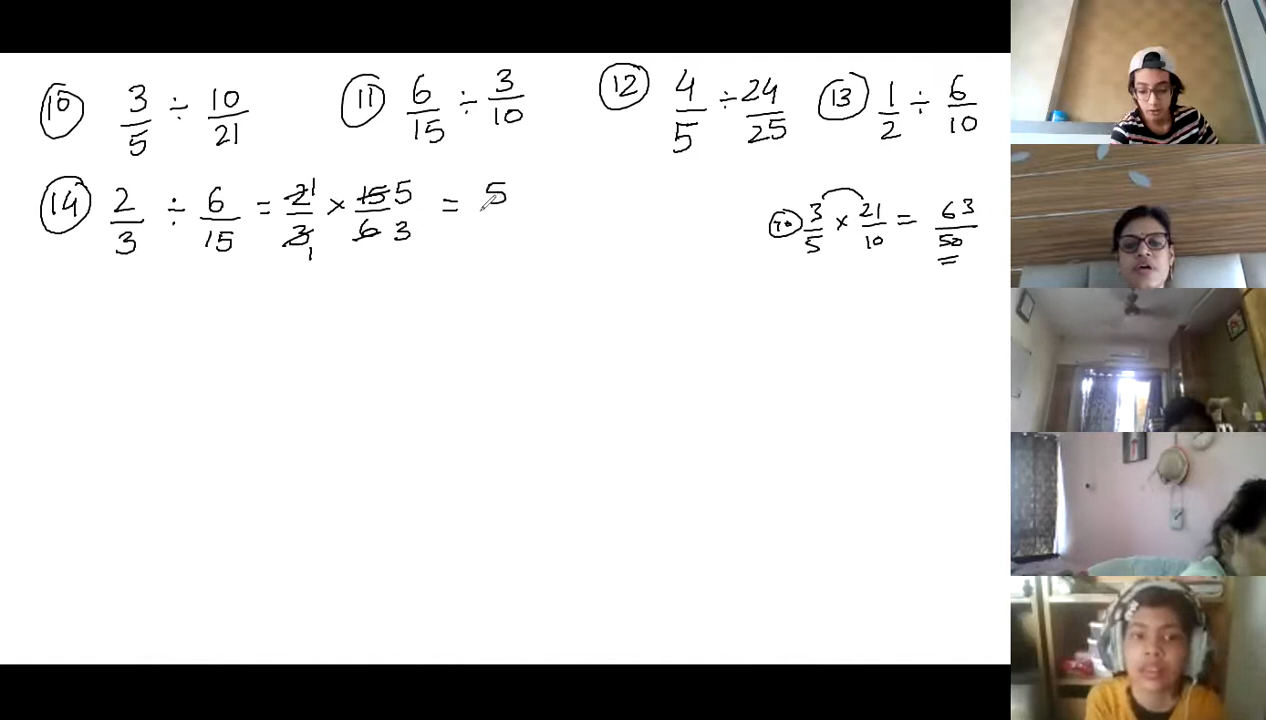 (10) 3/5 ÷ 10/21 (11) 6/15 ÷ 3/10 (12) 4/5 ÷ 24/25 (13) 1/2 ÷ 6/10
(14) 2/3 ÷ 6/15 = 2 1/3 1 × 15 5/6 3 = 5
(10) 3/5 × 21/10 = 63/50